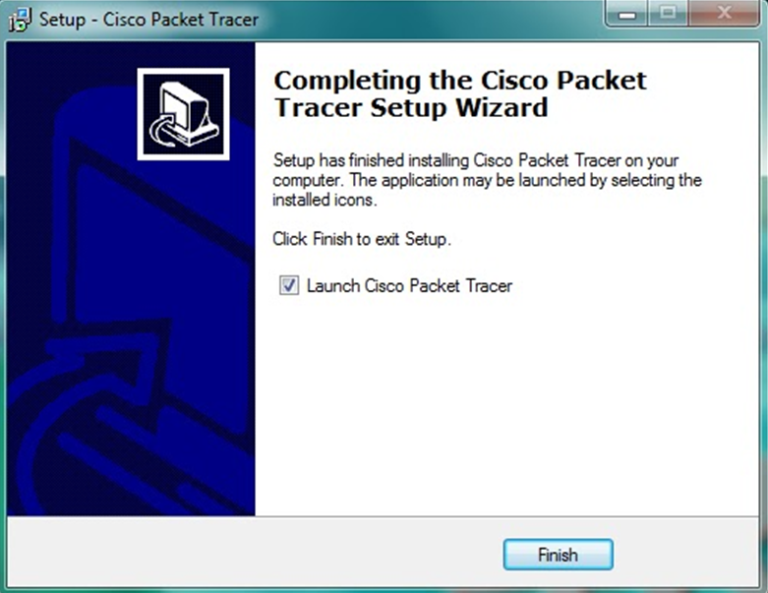 Setup - Cisco Packet Tracer
Completing the Cisco Packet
Tracer Setup Wizard
Setup has finished installing Cisco Packet Tracer on your
computer. The application may be launched by selecting the
installed icons.
Click Finish to exit Setup.
Launch Cisco Packet Tracer
Finish